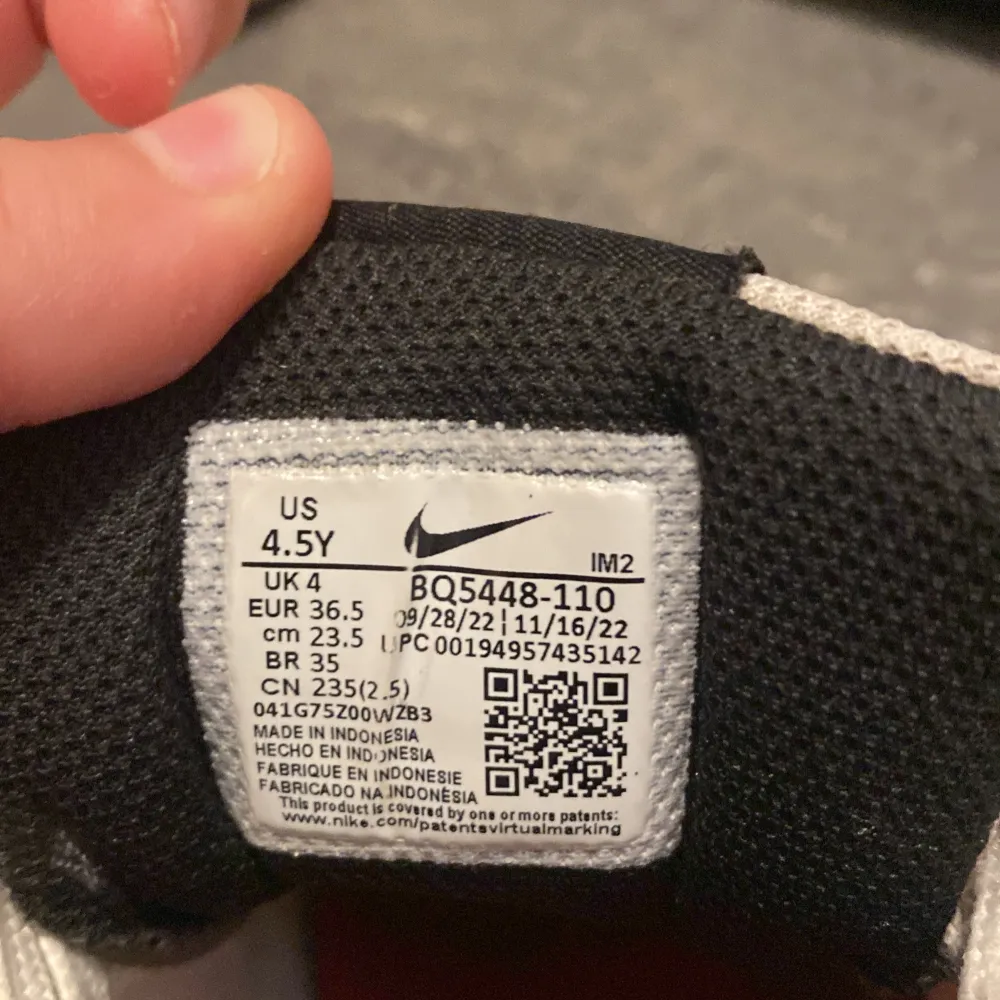 US
4.5Y
IM2
UK 4
EUR 36.5
cm 23.5
BR 35
CN 235(2.5)
BQ5448-110
09/28/22 | 11/16/22
UPC 00194957435142
041G75Z00WZB3
MADE IN INDONESIA
HECHO EN INDONESIA
FABRIQUE EN INDONESIE
FABRICADO NA INDONÉSIA
This product is covered by one or more patents:
www.nike.com/patentsvirtualmarking